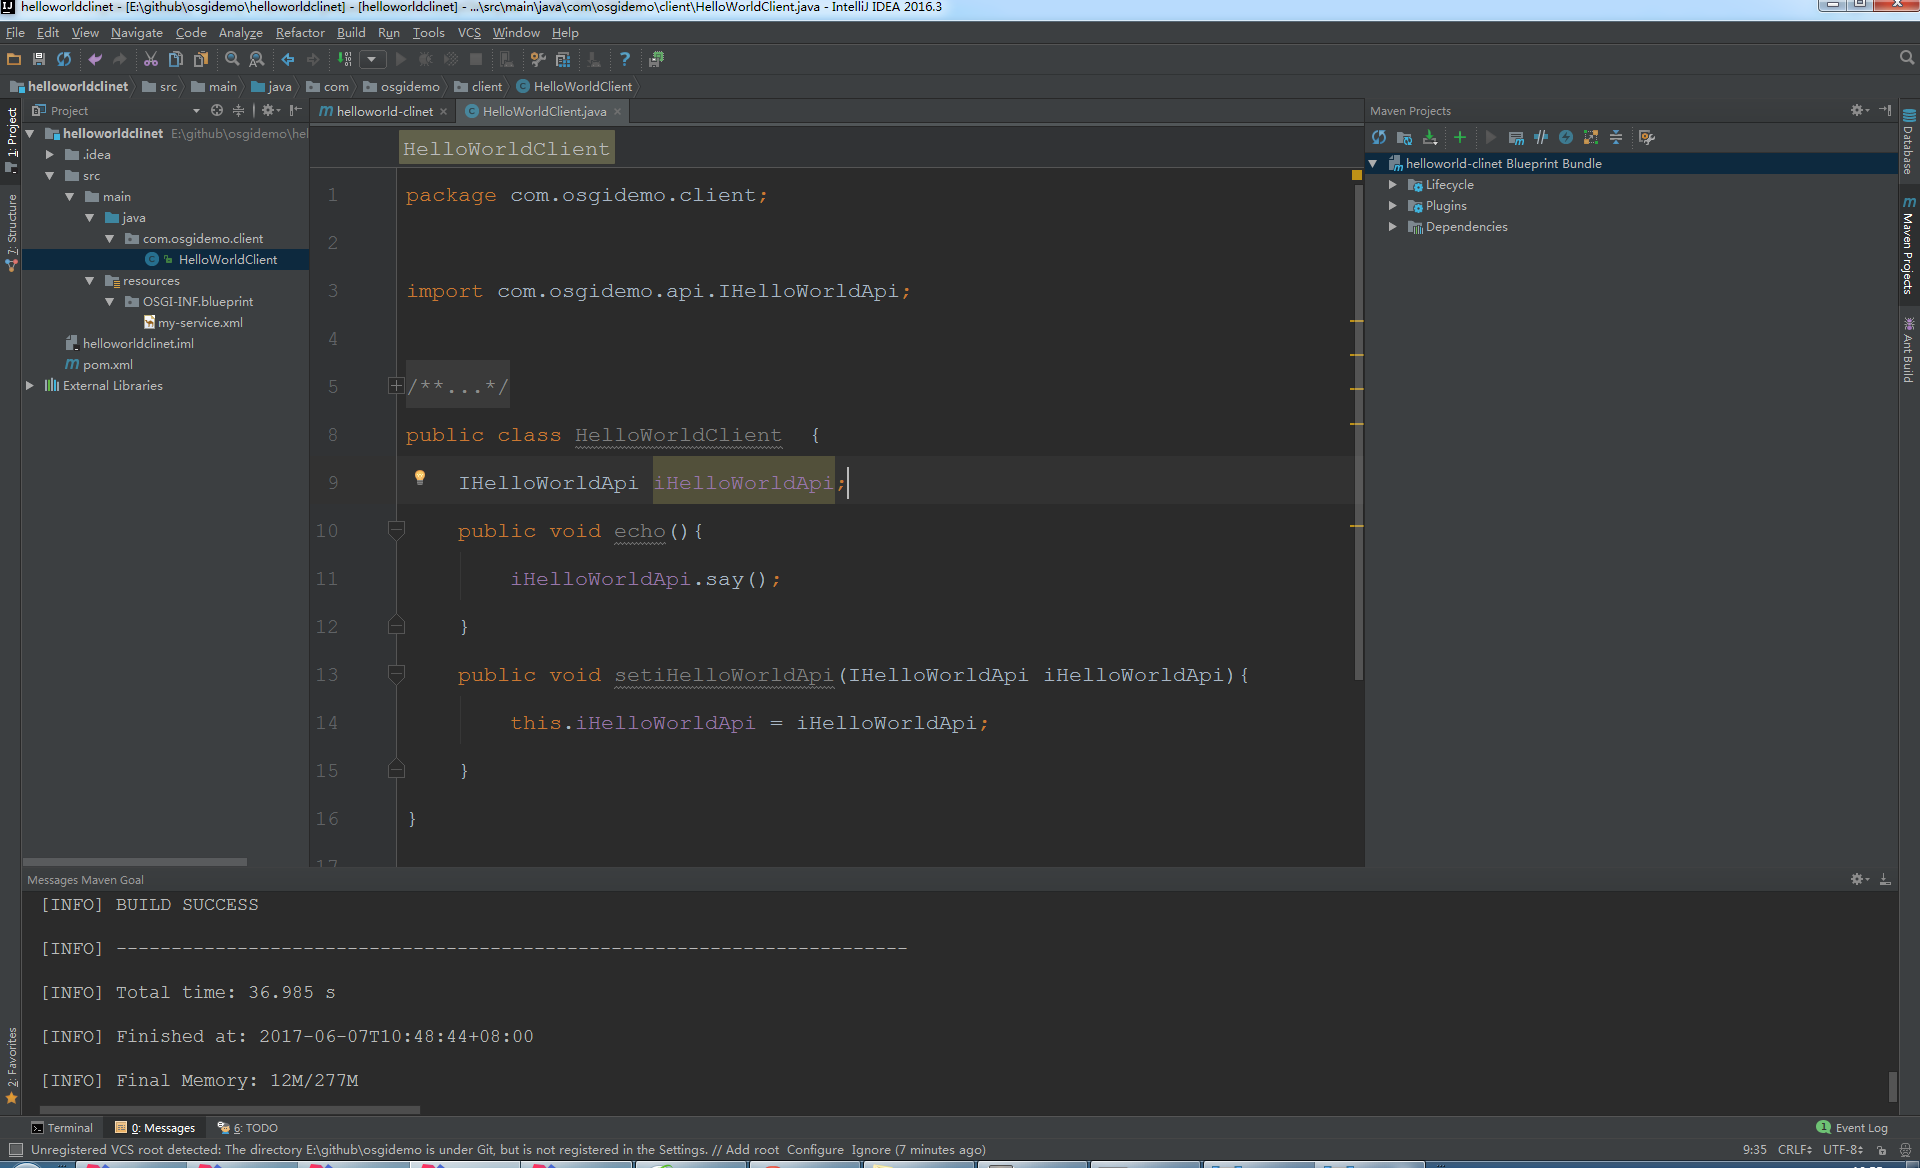 helloworldclinet - [E:\github\osgidemo\helloworldclinet] - [helloworldclinet] - ...\src\main\java\com\osgidemo\client\HelloWorldClient.java - IntelliJ IDEA 2016.3
File Edit View Navigate Code Analyze Refactor Build Run Tools VCS Window Help
helloworldclinet src main java com osgidemo client HelloWorldClient
Project
helloworld-clinet
HelloWorldClient.java
Maven Projects
1: Project
7: Structure
2: Favorites
helloworldclinet E:\github\osgidemo\hel
.idea
src
main
java
com.osgidemo.client
HelloWorldClient
resources
OSGI-INF.blueprint
my-service.xml
helloworldclinet.iml
pom.xml
External Libraries
HelloWorldClient
1 package com.osgidemo.client;
2
3 import com.osgidemo.api.IHelloWorldApi;
4
5 /**...*/
8 public class HelloWorldClient {
9 IHelloWorldApi iHelloWorldApi;
10 public void echo(){
11 iHelloWorldApi.say();
12 }
13 public void setiHelloWorldApi(IHelloWorldApi iHelloWorldApi){
14 this.iHelloWorldApi = iHelloWorldApi;
15 }
16 }
17
helloworld-clinet Blueprint Bundle
Lifecycle
Plugins
Dependencies
Database
Maven Projects
Ant Build
Messages Maven Goal
[INFO] BUILD SUCCESS
[INFO] ------------------------------------------------------------------------
[INFO] Total time: 36.985 s
[INFO] Finished at: 2017-06-07T10:48:44+08:00
[INFO] Final Memory: 12M/277M
Terminal 0: Messages 6: TODO
1 Event Log
Unregistered VCS root detected: The directory E:\github\osgidemo is under Git, but is not registered in the Settings. // Add root Configure Ignore (7 minutes ago)
9:35 CRLF UTF-8